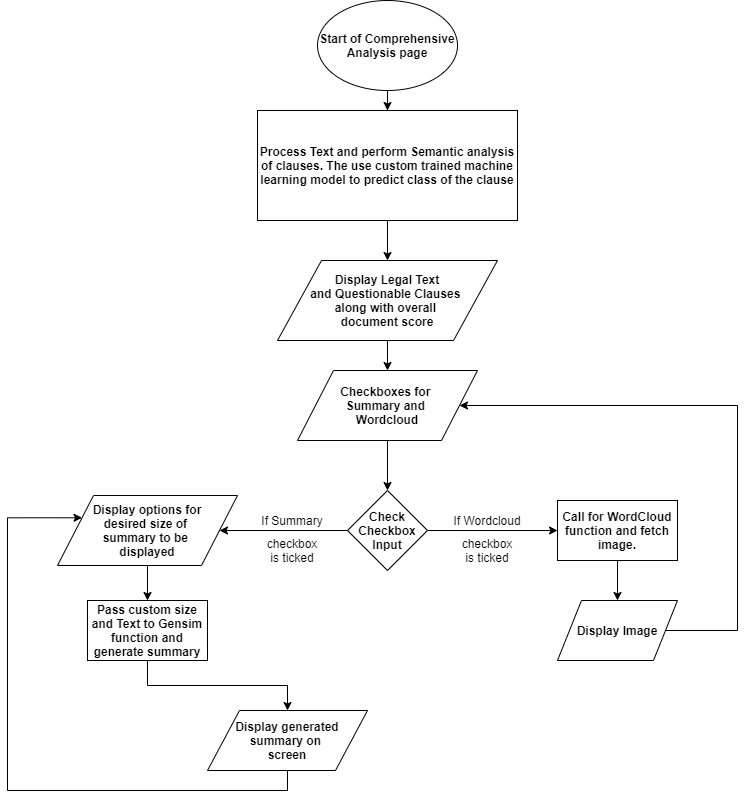 Start of Comprehensive
Analysis page
Process Text and perform Semantic analysis
of clauses. The use custom trained machine
learning model to predict class of the clause
Display Legal Text
and Questionable Clauses
along with overall
document score
Checkboxes for
Summary and
Wordcloud
Check
Checkbox
Input
If Summary
checkbox
is ticked
If Wordcloud
checkbox
is ticked
Display options for
desired size of
summary to be
displayed
Call for WordCloud
function and fetch
image.
Pass custom size
and Text to Gensim
function and
generate summary
Display Image
Display generated
summary on
screen